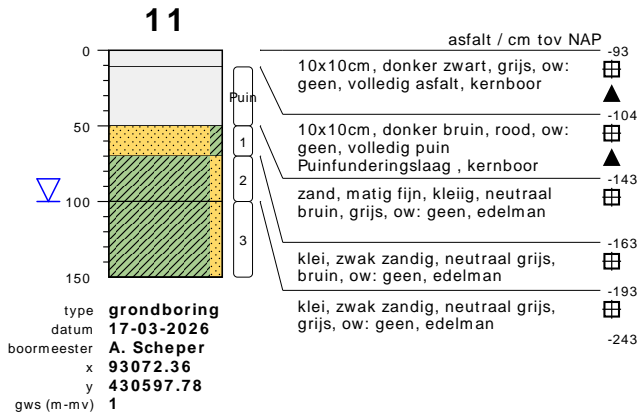 11
asfalt / cm tov NAP
0
-93
10x10cm, donker zwart, grijs, ow:
geen, volledig asfalt, kernboor
Puin
-104
10x10cm, donker bruin, rood, ow:
geen, volledig puin
Puinfunderingslaag , kernboor
50
1
-143
zand, matig fijn, kleiig, neutraal
bruin, grijs, ow: geen, edelman
2
-163
100
klei, zwak zandig, neutraal grijs,
bruin, ow: geen, edelman
3
-193
150
klei, zwak zandig, neutraal grijs,
grijs, ow: geen, edelman
-243
type grondboring
datum 17-03-2026
boormeester A. Scheper
x 93072.36
y 430597.78
gws (m-mv) 1